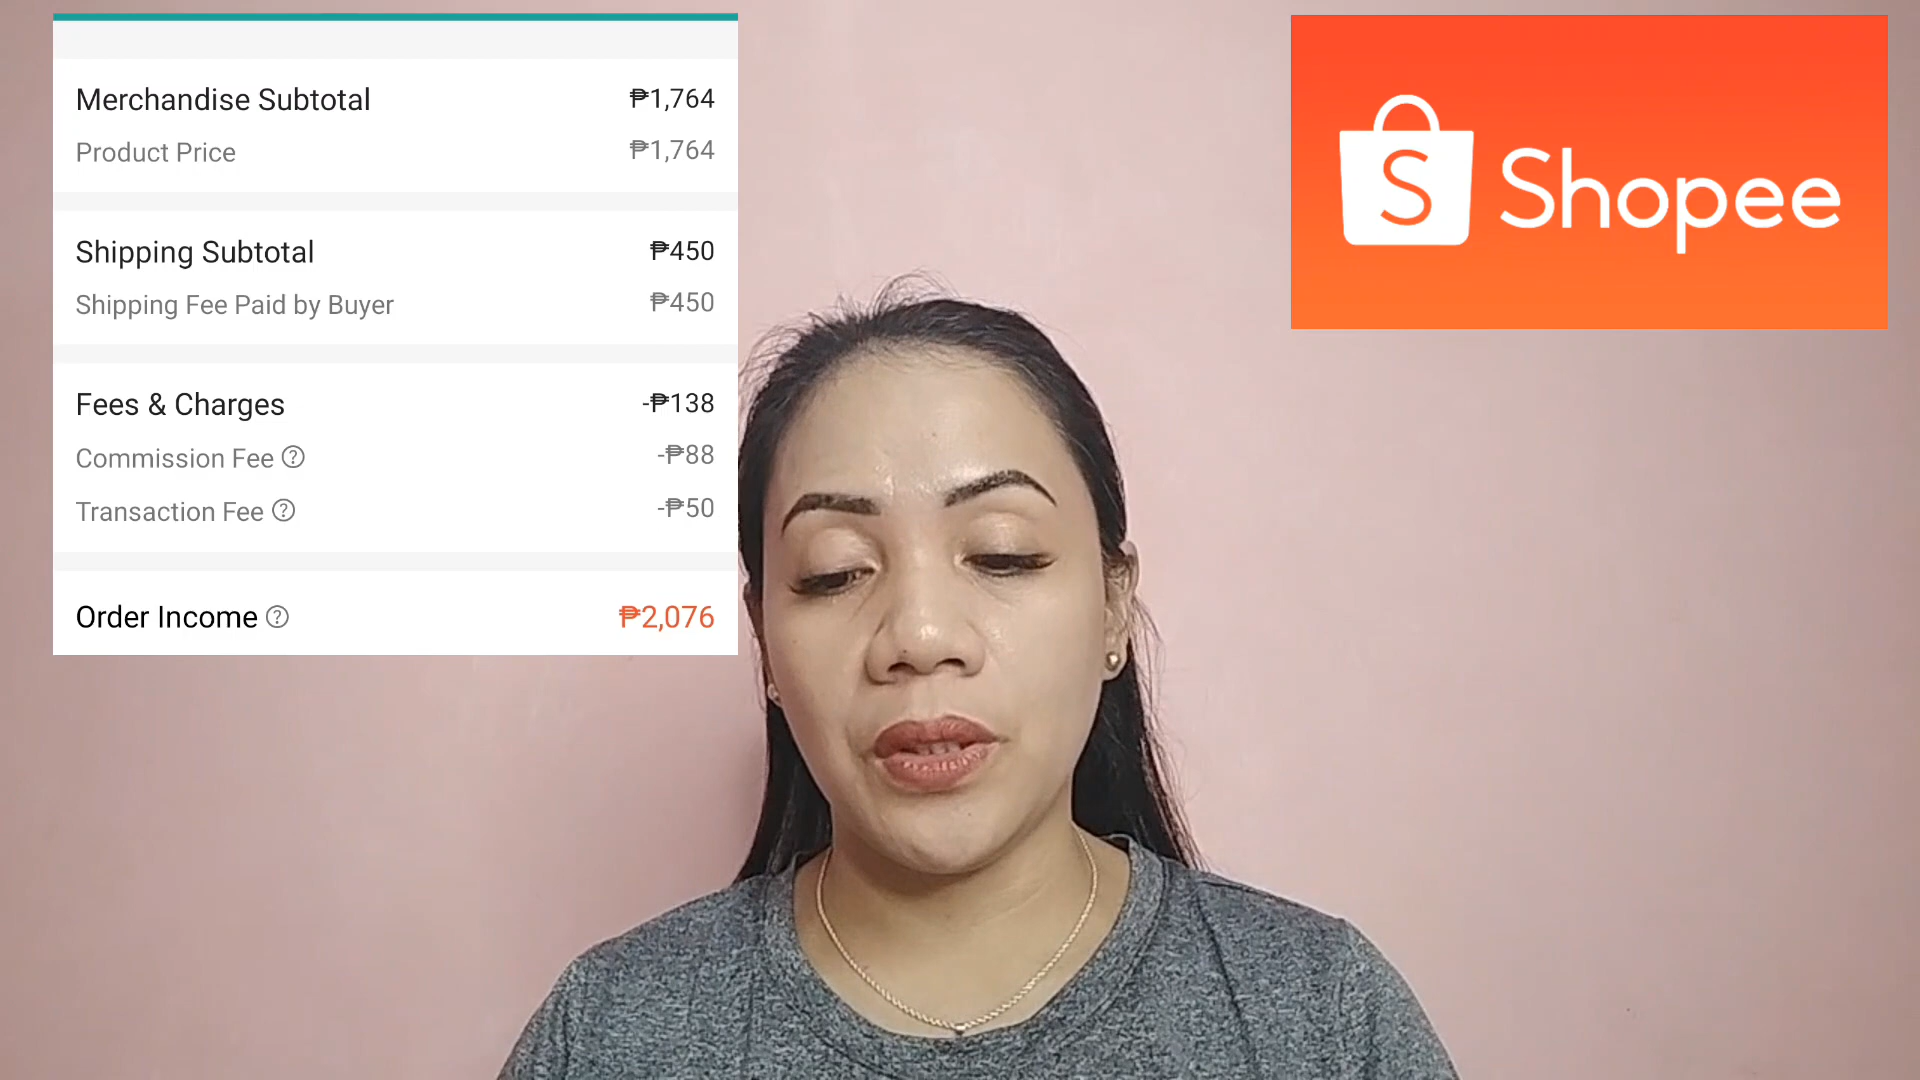 Merchandise Subtotal ₱1,764
Product Price ₱1,764
Shipping Subtotal ₱450
Shipping Fee Paid by Buyer ₱450
Fees & Charges -₱138
Commission Fee ? -₱88
Transaction Fee ? -₱50
Order Income ? ₱2,076
S Shopee